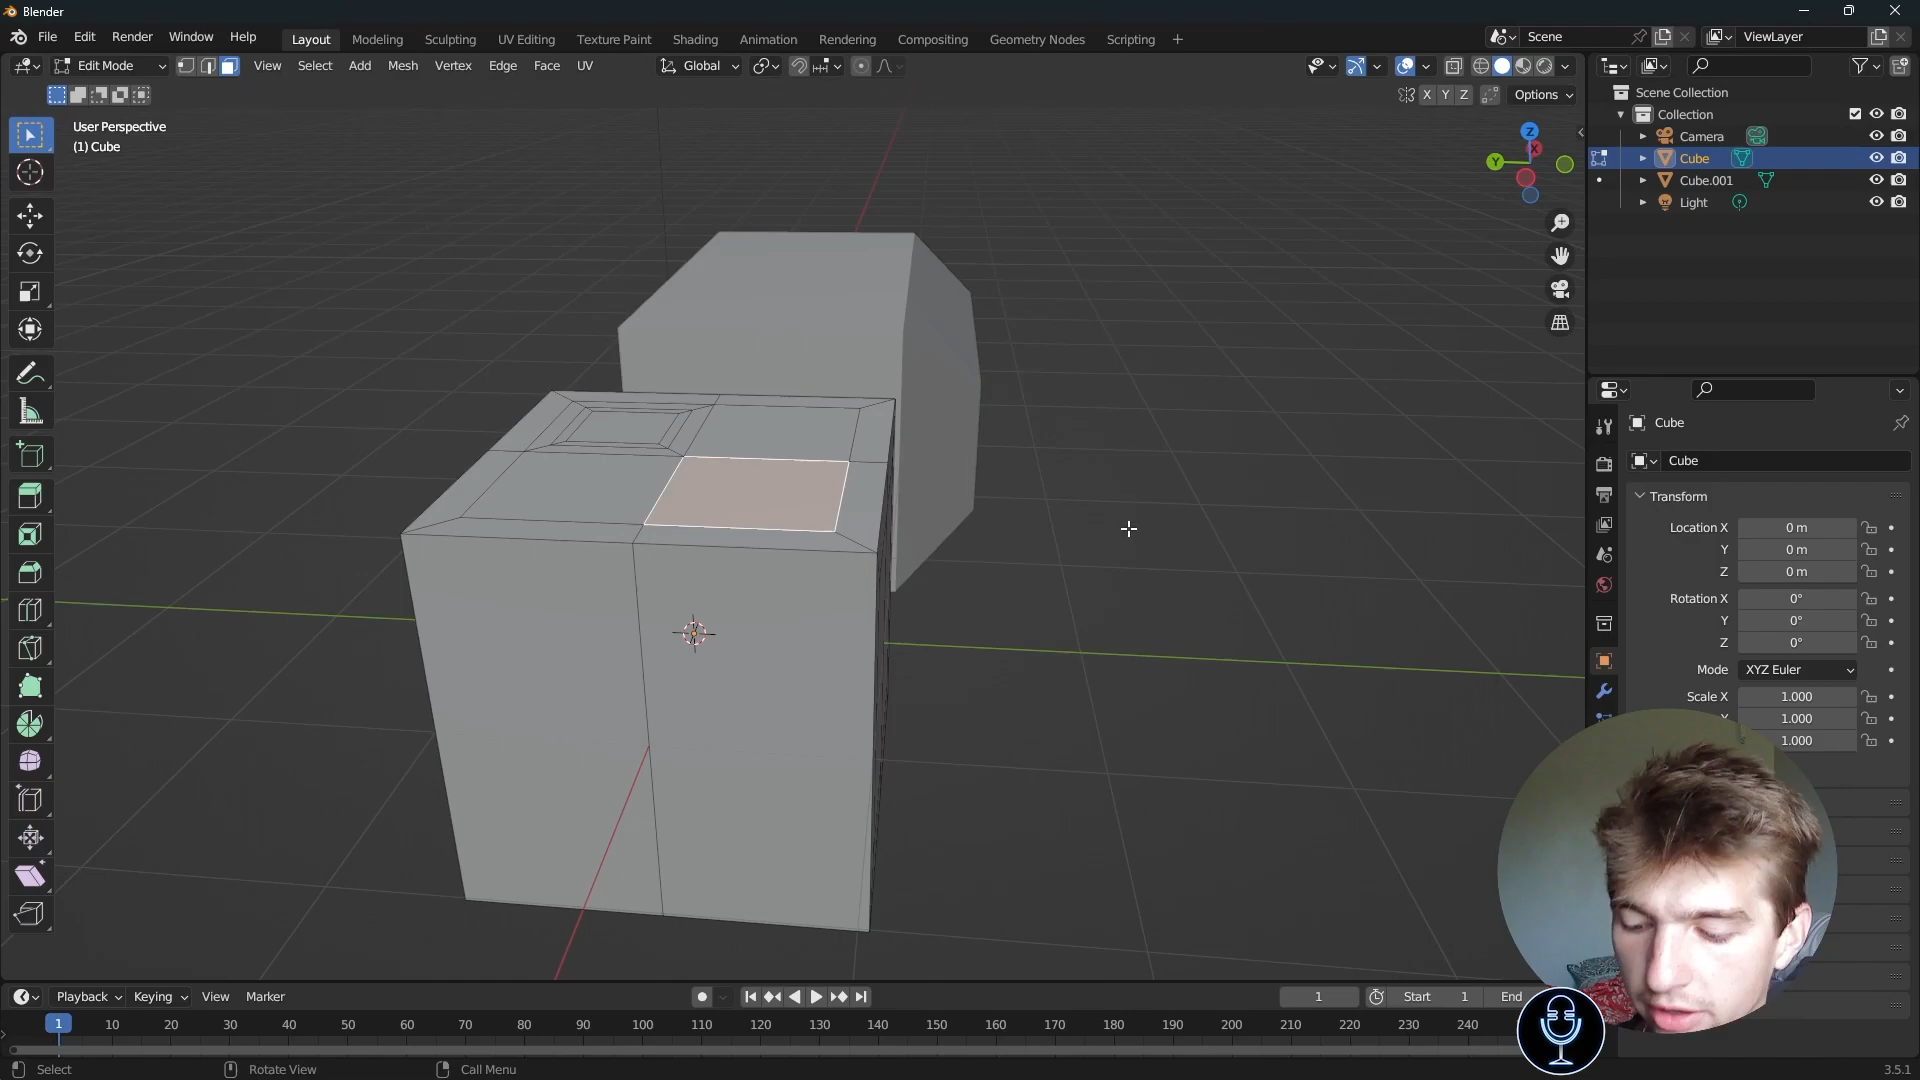 Blender
File Edit Render Window Help Layout Modeling Sculpting UV Editing Texture Paint Shading Animation Rendering Compositing Geometry Nodes Scripting + Scene ViewLayer
Edit Mode View Select Add Mesh Vertex Edge Face UV Global
X Y Z Options
User Perspective
(1) Cube
Z
X
Y
Scene Collection
Collection
Camera
Cube
Cube.001
Light
Cube
Cube
Transform
Location X 0 m
Y 0 m
Z 0 m
Rotation X 0°
Y 0°
Z 0°
Mode XYZ Euler
Scale X 1.000
Y 1.000
1.000
Playback Keying View Marker 1 Start 1 End
1 10 20 30 40 50 60 70 80 90 100 110 120 130 140 150 160 170 180 190 200 210 220 230 240
Select Rotate View Call Menu 3.5.1